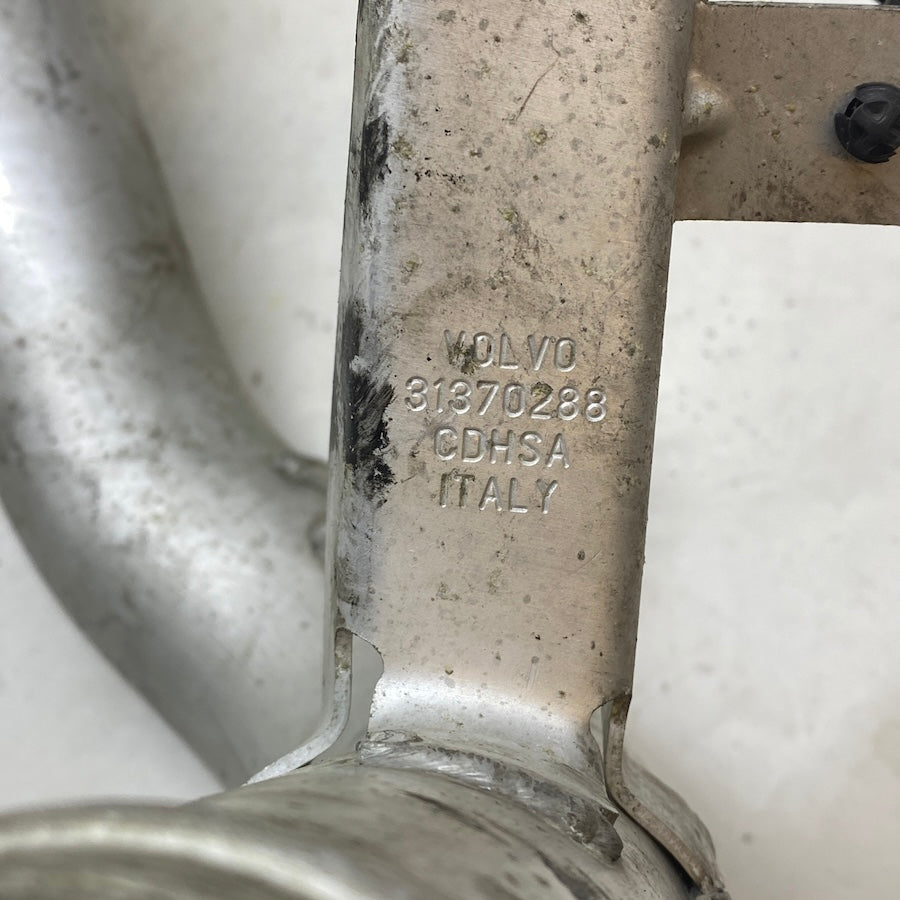 VOLVO
31370288
CDHSA
ITALY